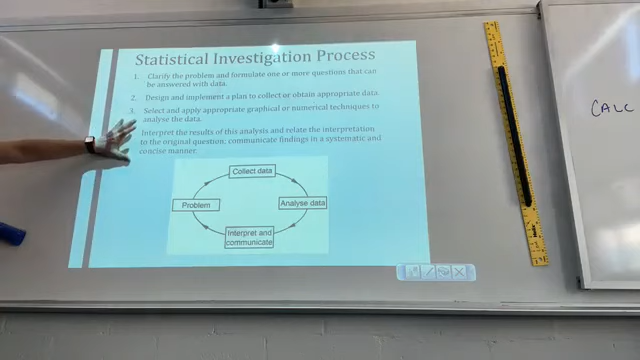 Statistical Investigation Process
1. Clarify the problem and formulate one or more questions that can
be answered with data.
2. Design and implement a plan to collect or obtain appropriate data.
3. Select and apply appropriate graphical or numerical techniques to
analyse the data.
Interpret the results of this analysis and relate the interpretation
to the original question; communicate findings in a systematic and
concise manner.
Collect data
Problem
Analyse data
Interpret and
communicate
CALC